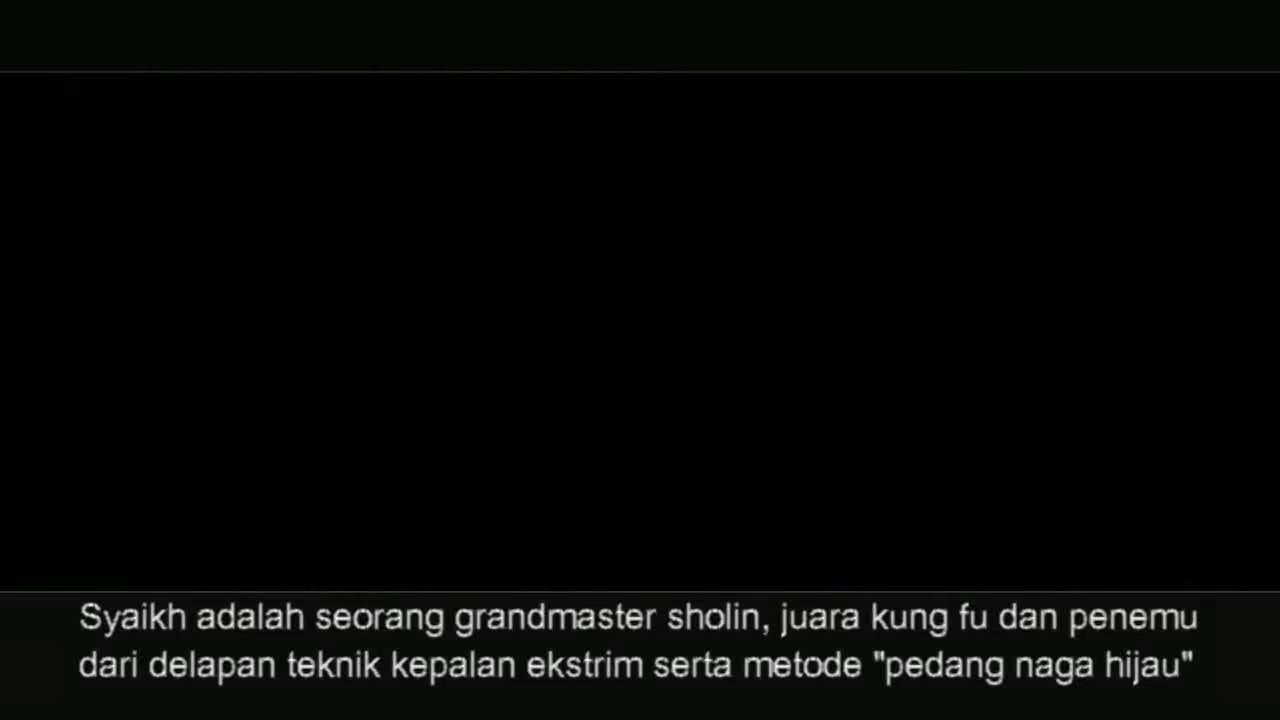 Syaikh adalah seorang grandmaster sholin, juara kung fu dan penemu
dari delapan teknik kepalan ekstrim serta metode "pedang naga hijau"